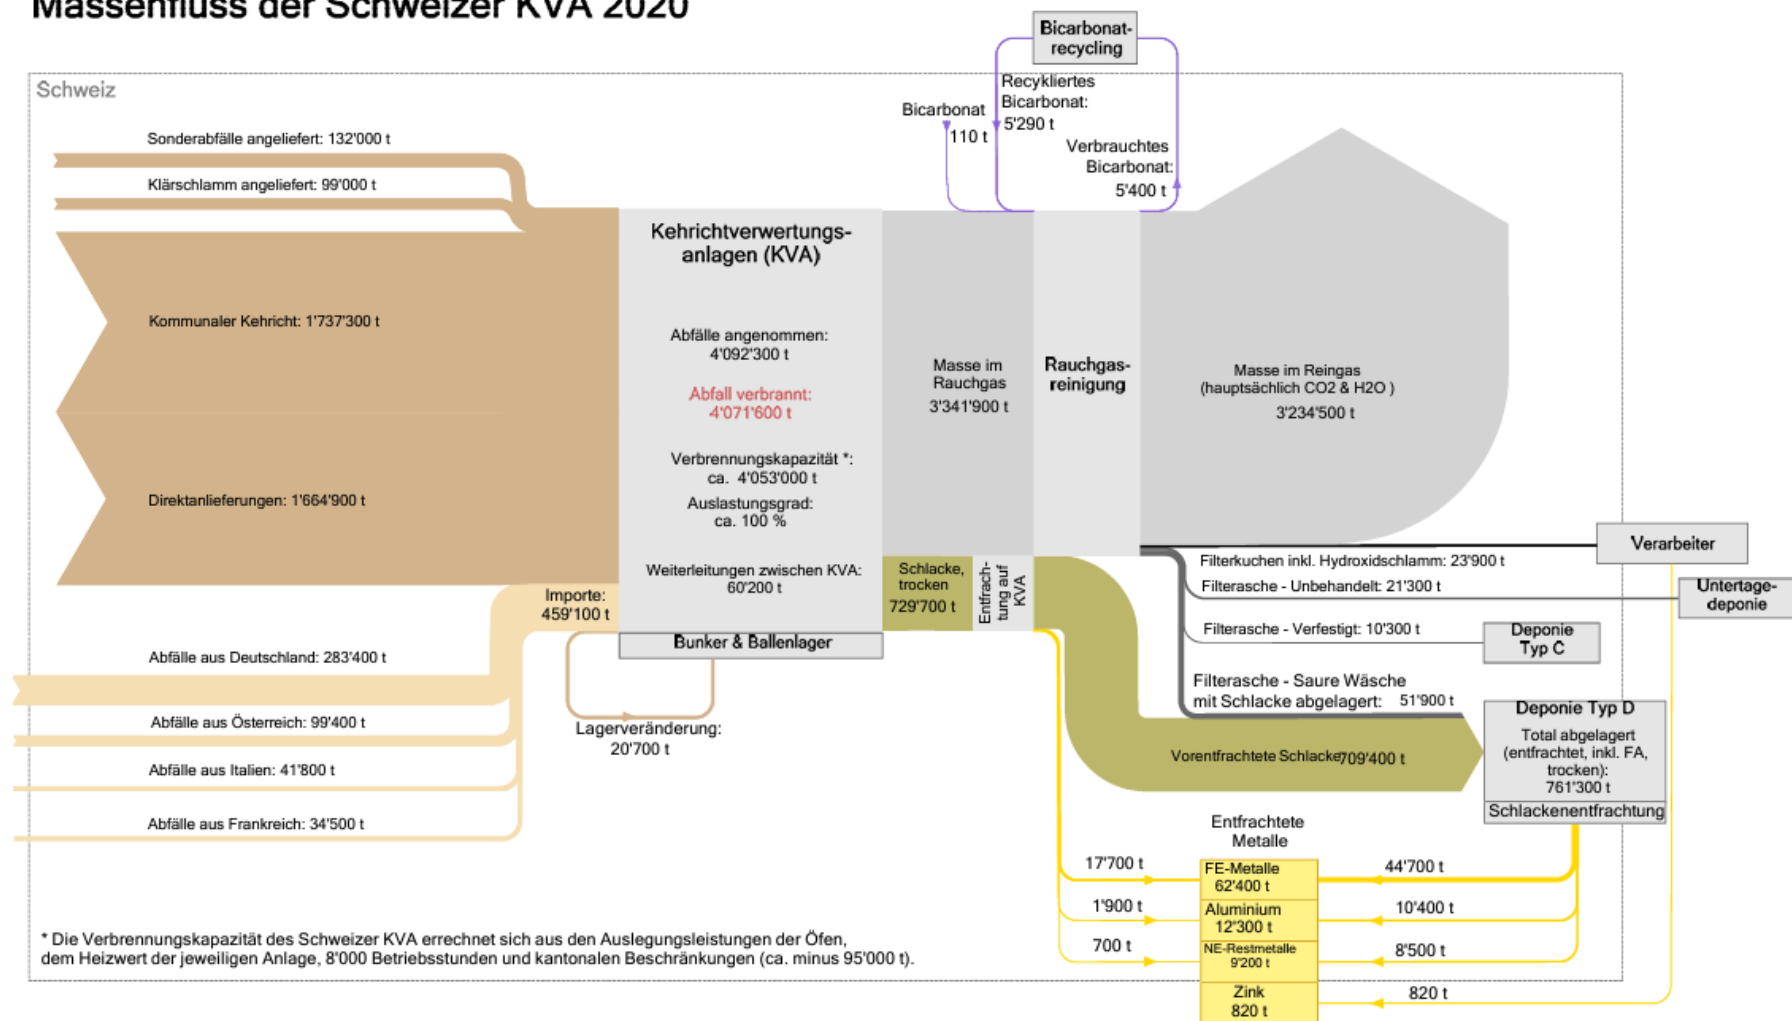 Massenfluss der Schweizer KVA 2020
Schweiz
Sonderabfälle angeliefert: 132'000 t
Klärschlamm angeliefert: 99'000 t
Kommunaler Kehricht: 1'737'300 t
Direktanlieferungen: 1'664'900 t
Importe:
459'100 t
Abfälle aus Deutschland: 283'400 t
Abfälle aus Österreich: 99'400 t
Abfälle aus Italien: 41'800 t
Abfälle aus Frankreich: 34'500 t
Kehrichtverwertungs-
anlagen (KVA)
Abfälle angenommen:
4'092'300 t
Abfall verbrannt:
4'071'600 t
Verbrennungskapazität *:
ca. 4'053'000 t
Auslastungsgrad:
ca. 100 %
Weiterleitungen zwischen KVA:
60'200 t
Bunker & Ballenlager
Lagerveränderung:
20'700 t
Bicarbonat-
recycling
Bicarbonat
110 t
Recykliertes
Bicarbonat:
5'290 t
Verbrauchtes
Bicarbonat:
5'400 t
Masse im
Rauchgas
3'341'900 t
Rauchgas-
reinigung
Masse im Reingas
(hauptsächlich CO2 & H2O )
3'234'500 t
Schlacke,
trocken
729'700 t
Entfrach-
tung auf
KVA
Filterkuchen inkl. Hydroxidschlamm: 23'900 t
Verarbeiter
Filterasche - Unbehandelt: 21'300 t
Untertage-
deponie
Filterasche - Verfestigt: 10'300 t
Deponie
Typ C
Filterasche - Saure Wäsche
mit Schlacke abgelagert: 51'900 t
Vorentfrachtete Schlacke709'400 t
Deponie Typ D
Total abgelagert
(entfrachtet, inkl. FA,
trocken):
761'300 t
Schlackenentfrachtung
Entfrachtete
Metalle
17'700 t
FE-Metalle
62'400 t
44'700 t
1'900 t
Aluminium
12'300 t
10'400 t
700 t
NE-Restmetalle
9'200 t
8'500 t
Zink
820 t
820 t
* Die Verbrennungskapazität des Schweizer KVA errechnet sich aus den Auslegungsleistungen der Öfen,
dem Heizwert der jeweiligen Anlage, 8'000 Betriebsstunden und kantonalen Beschränkungen (ca. minus 95'000 t).